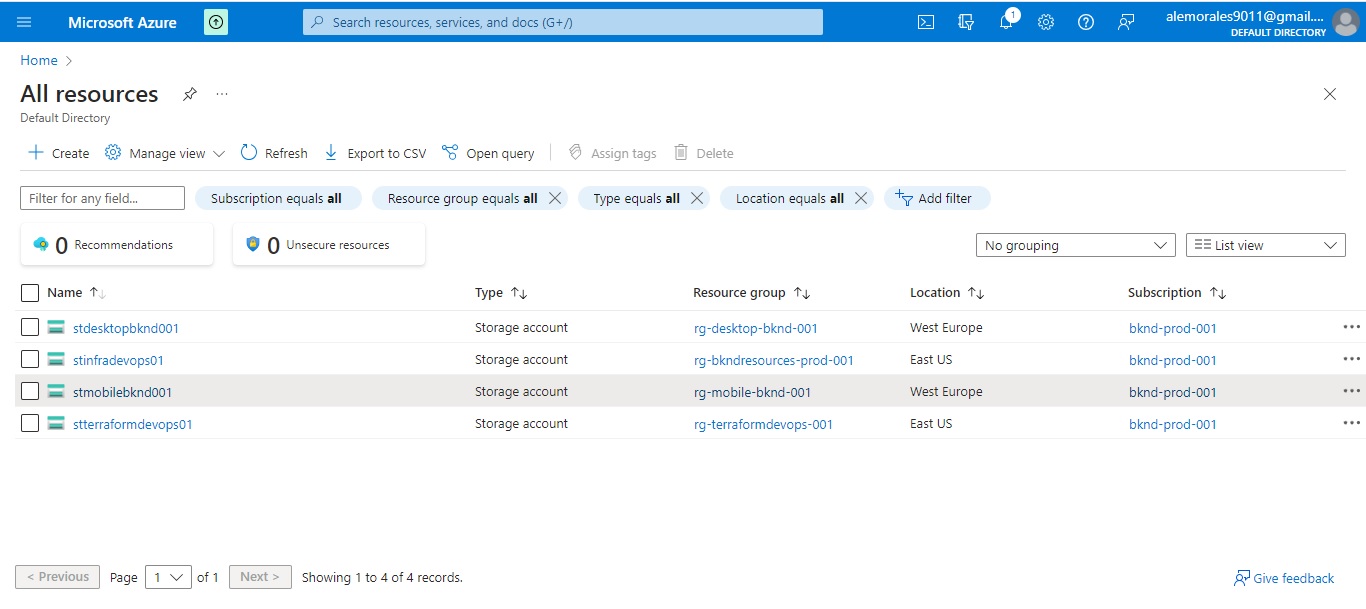 Microsoft Azure
Search resources, services, and docs (G+/)
1
alemorales9011@gmail....
DEFAULT DIRECTORY
Home >
All resources
...
Default Directory
Create Manage view Refresh Export to CSV Open query Assign tags Delete
Filter for any field... Subscription equals all Resource group equals all Type equals all Location equals all Add filter
0 Recommendations 0 Unsecure resources No grouping List view
Name Type Resource group Location Subscription
stdesktopbknd001 Storage account rg-desktop-bknd-001 West Europe bknd-prod-001 ...
stinfradevops01 Storage account rg-bkndresources-prod-001 East US bknd-prod-001 ...
stmobilebknd001 Storage account rg-mobile-bknd-001 West Europe bknd-prod-001 ...
stterraformdevops01 Storage account rg-terraformdevops-001 East US bknd-prod-001 ...
< Previous Page 1 of 1 Next > Showing 1 to 4 of 4 records. Give feedback